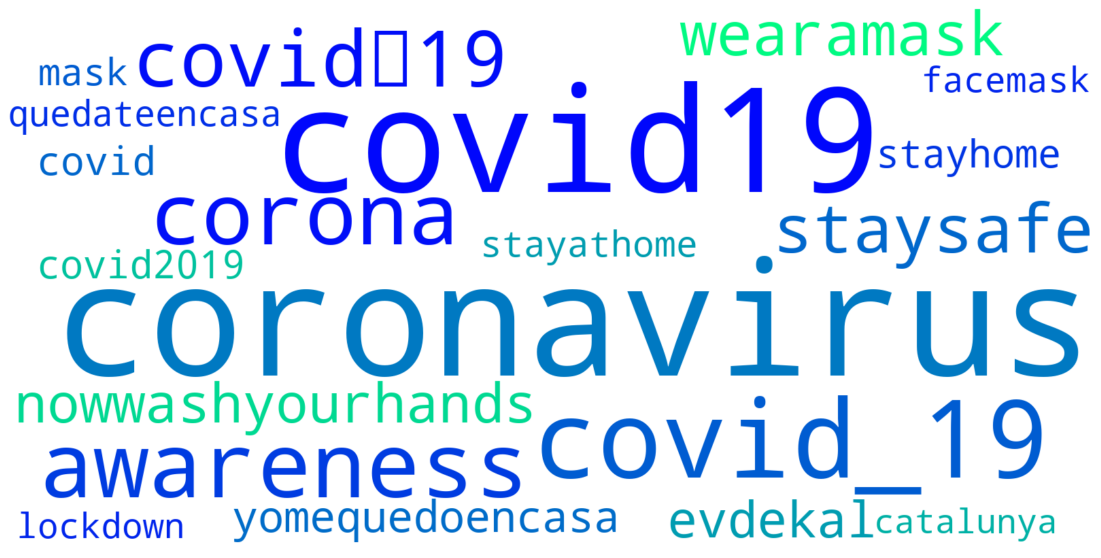 wearamask
covid▯19
mask
facemask
quedateencasa
covid19
covid
stayhome
corona
staysafe
stayathome
covid2019
coronavirus
nowwashyourhands
covid_19
awareness
lockdown
yomequedoencasa
evdekal
catalunya